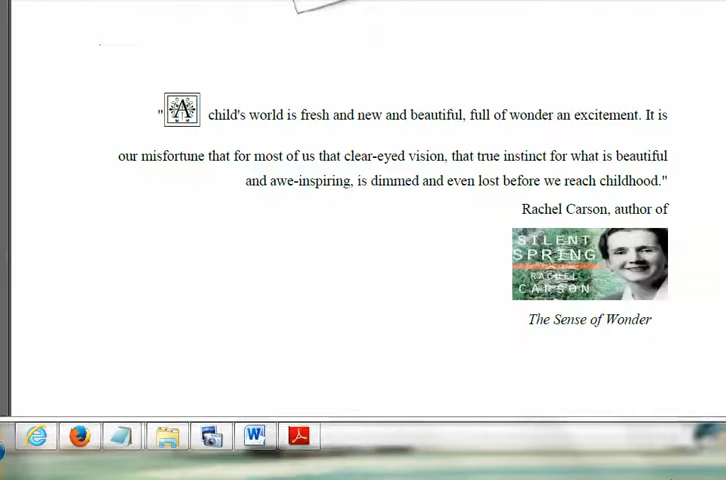 "A child's world is fresh and new and beautiful, full of wonder an excitement. It is
our misfortune that for most of us that clear-eyed vision, that true instinct for what is beautiful
and awe-inspiring, is dimmed and even lost before we reach childhood."
Rachel Carson, author of
SILENT
SPRING
RACHEL
CARSON
The Sense of Wonder